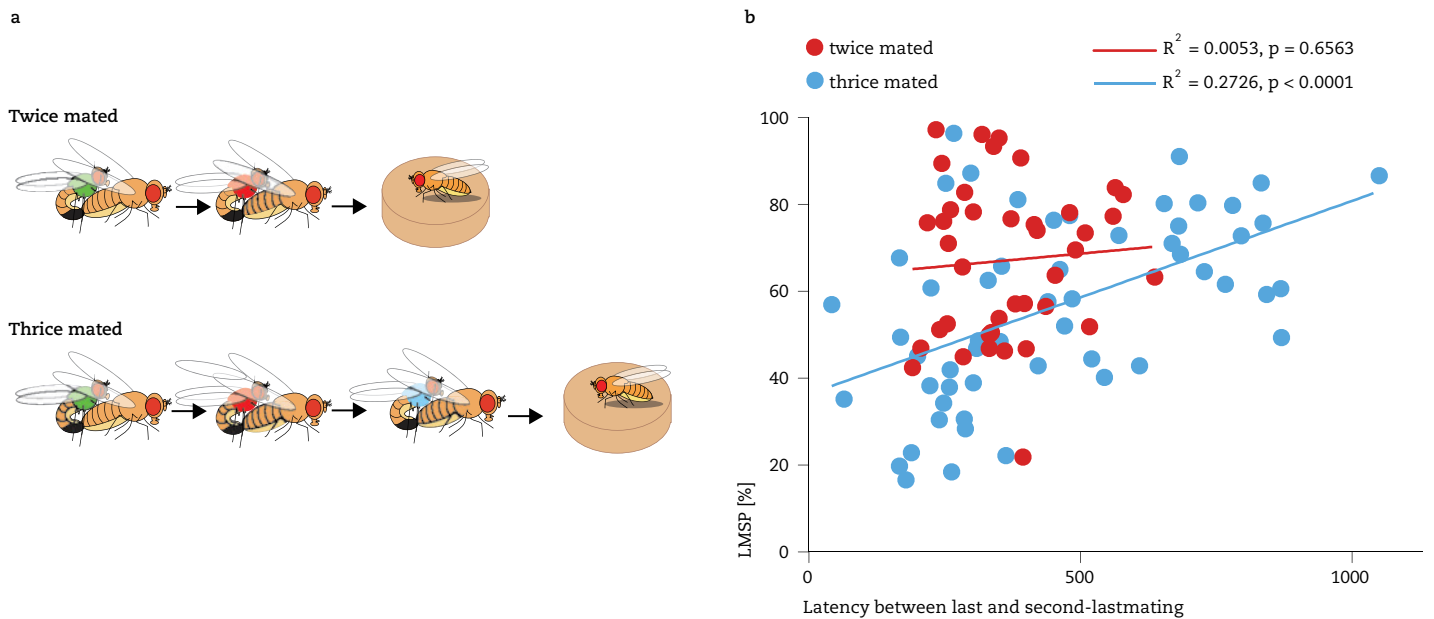 a
Twice mated
Thrice mated
b
twice mated
R² = 0.0053, p = 0.6563
thrice mated
R² = 0.2726, p < 0.0001
100
80
60
40
20
0
LMSP [%]
0
500
1000
Latency between last and second-lastmating